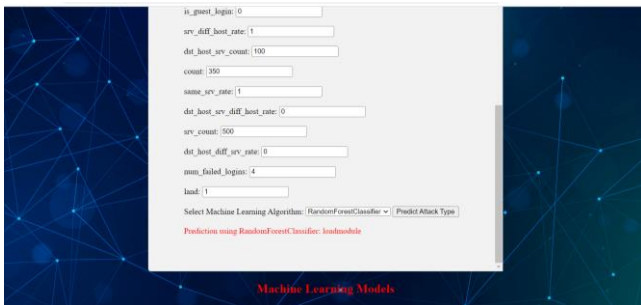 is_guest_login: 0
srv_diff_host_rate: 1
dst_host_srv_count: 100
count: 350
same_srv_rate: 1
dst_host_srv_diff_host_rate: 0
srv_count: 500
dst_host_diff_srv_rate: 0
num_failed_logins: 4
land: 1
Select Machine Learning Algorithm: RandomForestClassifier Predict Attack Type
Prediction using RandomForestClassifier: loadmodule
Machine Learning Models